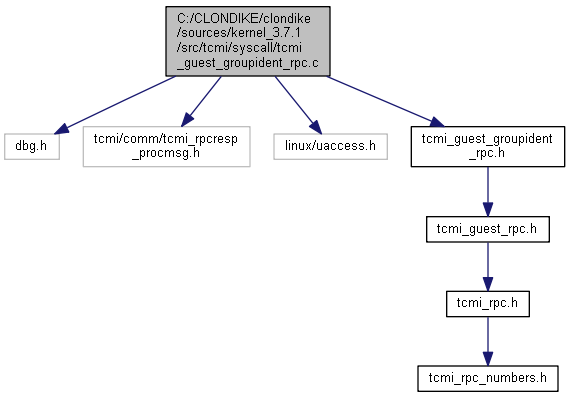 C:/CLONDIKE/clondike
/sources/kernel_3.7.1
/src/tcmi/syscall/tcmi
_guest_groupident_rpc.c
dbg.h
tcmi/comm/tcmi_rpcresp
_procmsg.h
linux/uaccess.h
tcmi_guest_groupident
_rpc.h
tcmi_guest_rpc.h
tcmi_rpc.h
tcmi_rpc_numbers.h